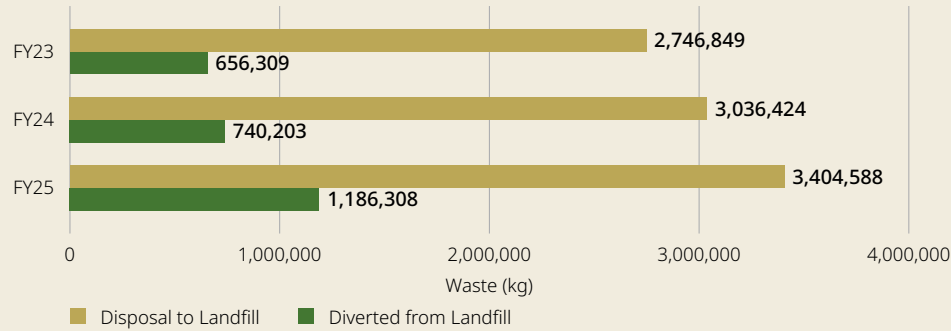 FY23
2,746,849
656,309
FY24
3,036,424
740,203
FY25
3,404,588
1,186,308
0 1,000,000 2,000,000 3,000,000 4,000,000
Waste (kg)
Disposal to Landfill Diverted from Landfill